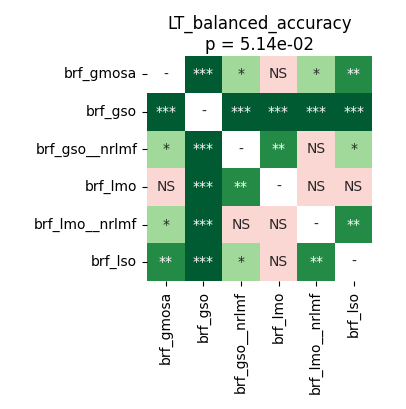 LT_balanced_accuracy
p = 5.14e-02
brf_gmosa - *** * NS * **
brf_gso *** - *** *** *** ***
brf_gso__nrlmf * *** - ** NS *
brf_lmo NS *** ** - NS NS
brf_lmo__nrlmf * *** NS NS - **
brf_lso ** *** * NS ** -
brf_gmosa
brf_gso
brf_gso__nrlmf
brf_lmo
brf_lmo__nrlmf
brf_lso